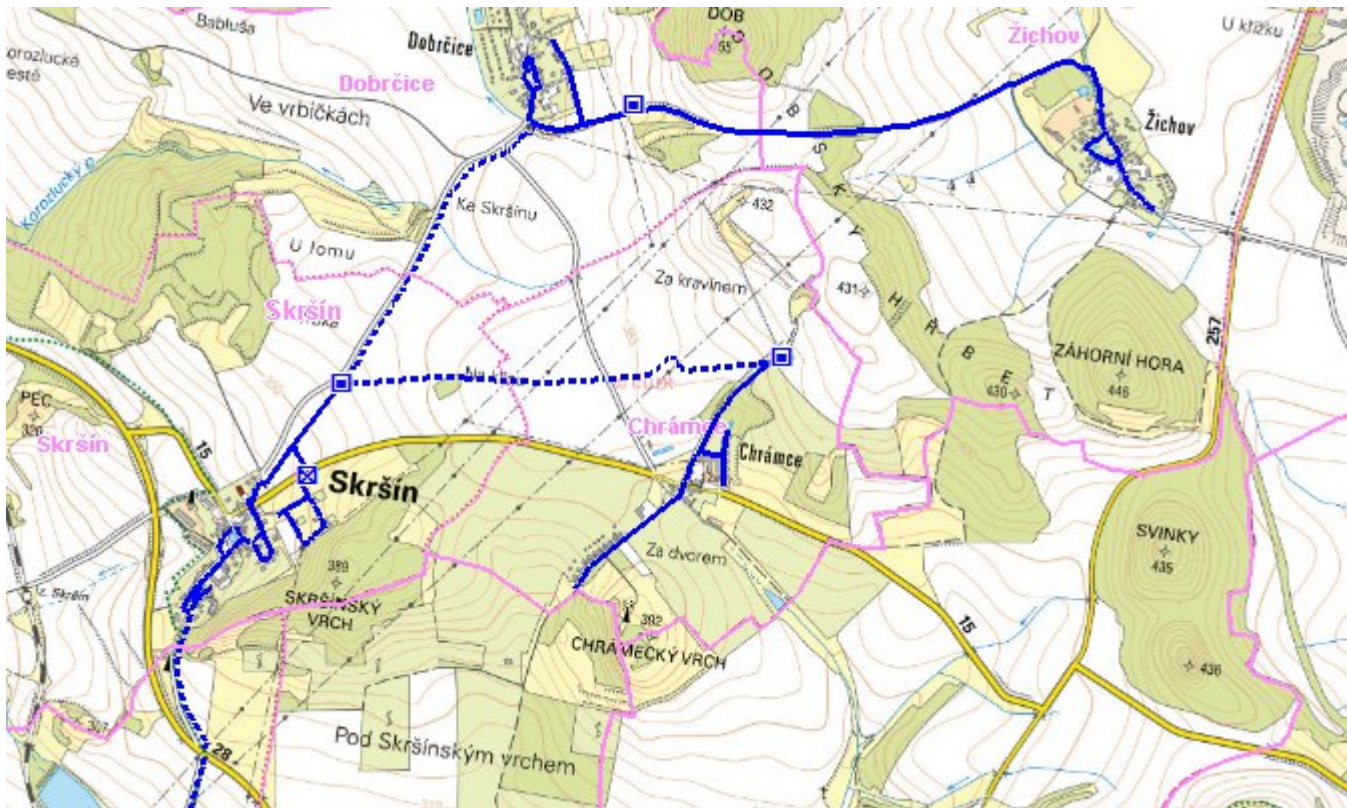 Babluša
DOB
Žichov
U křížku
Dobrčice
Dobrčice
Ve vrbičkách
Žichov
Korozlucký p.
Ke Skršínu
432
U lomu
Za kravínem
431
Skršín
257
ZÁHORNÍ HORA
446
430
PEC
Skršín
15
Chrámce
Chrámce
Skršín
SVINKY
435
389
Za dvorem
SKRŠÍNSKÝ
VRCH
392
15
CHRÁMECKÝ VRCH
436
28
Pod Skršínským vrchem